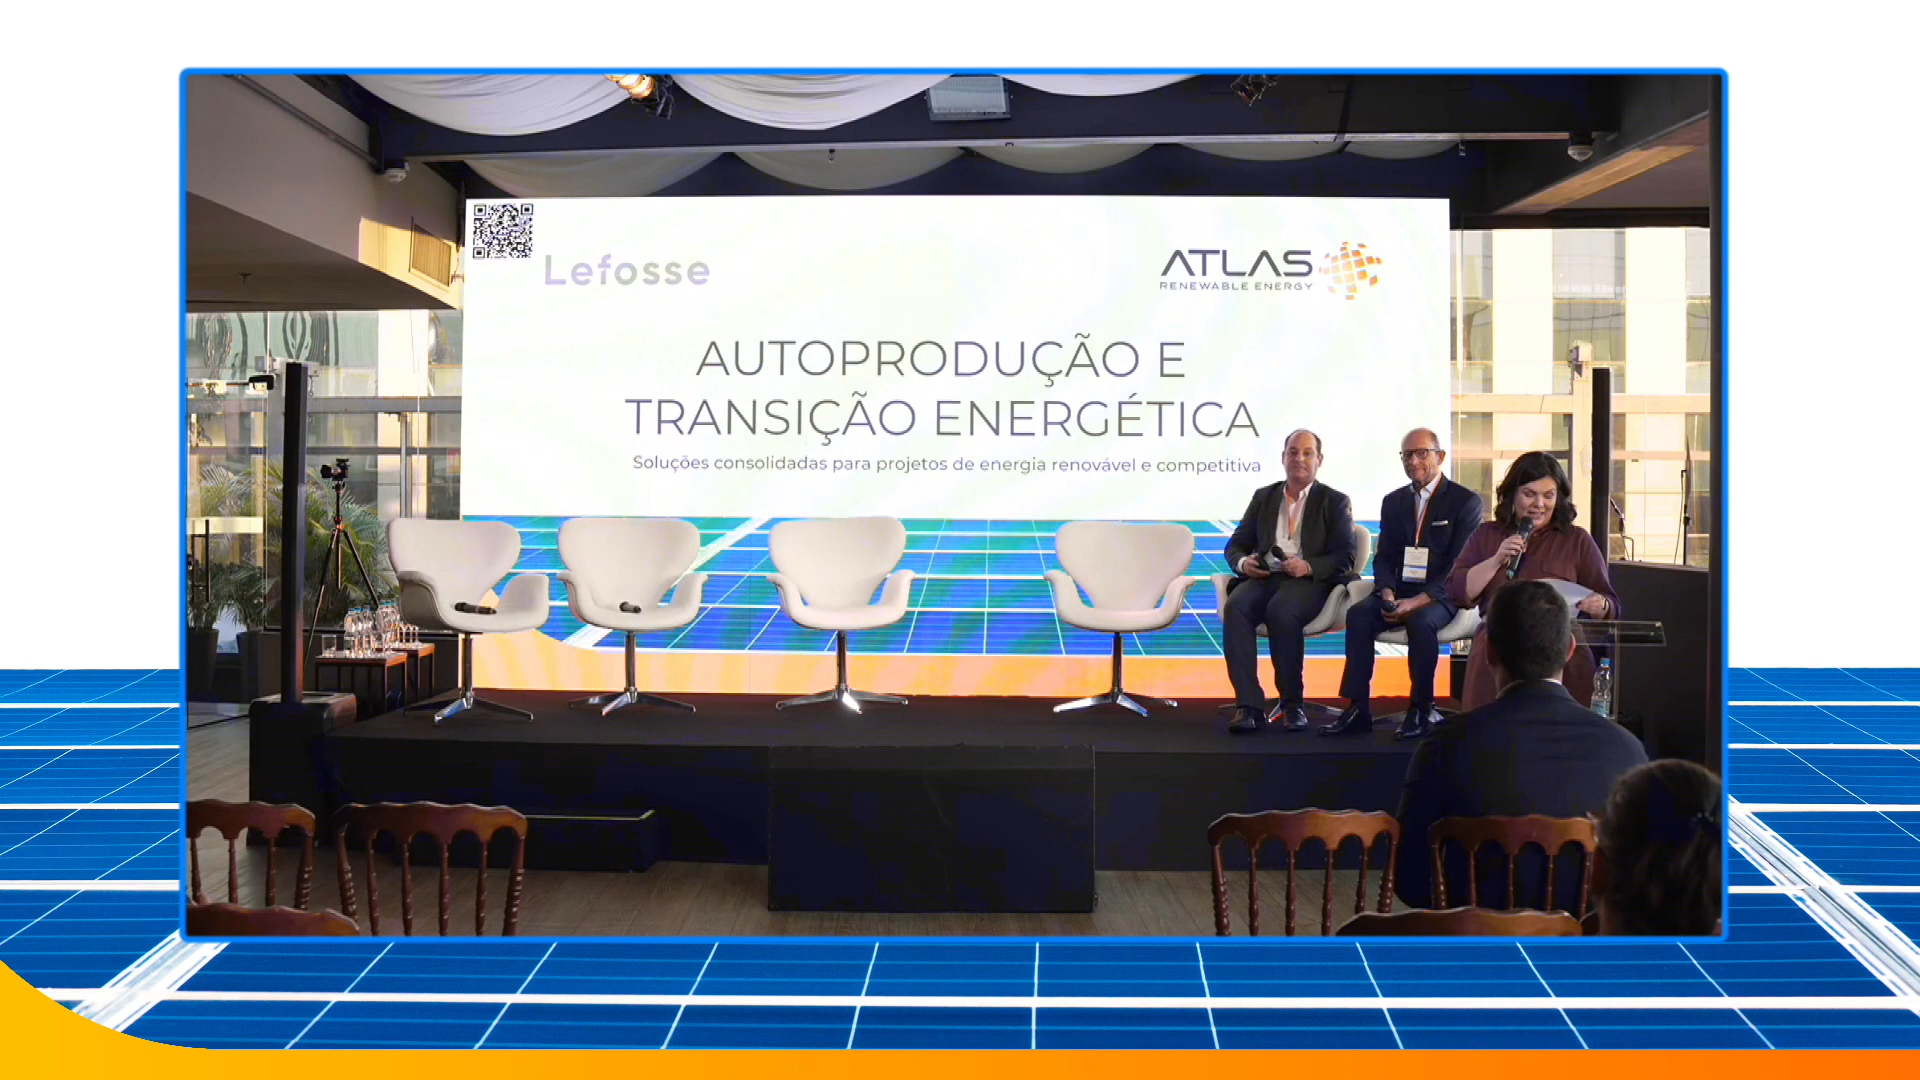 Lefosse
ATLAS
RENEWABLE ENERGY
AUTOPRODUÇÃO E
TRANSIÇÃO ENERGÉTICA
Soluções consolidadas para projetos de energia renovável e competitiva